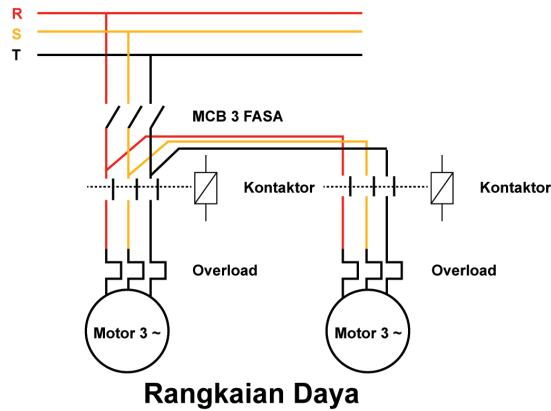 R
S
T
MCB 3 FASA
Kontaktor
Kontaktor
Overload
Overload
Motor 3 ~
Motor 3 ~
Rangkaian Daya